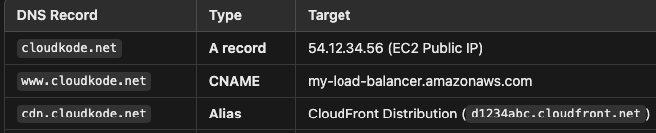 DNS Record Type Target
cloudkode.net A record 54.12.34.56 (EC2 Public IP)
www.cloudkode.net CNAME my-load-balancer.amazonaws.com
cdn.cloudkode.net Alias CloudFront Distribution ( d1234abc.cloudfront.net )